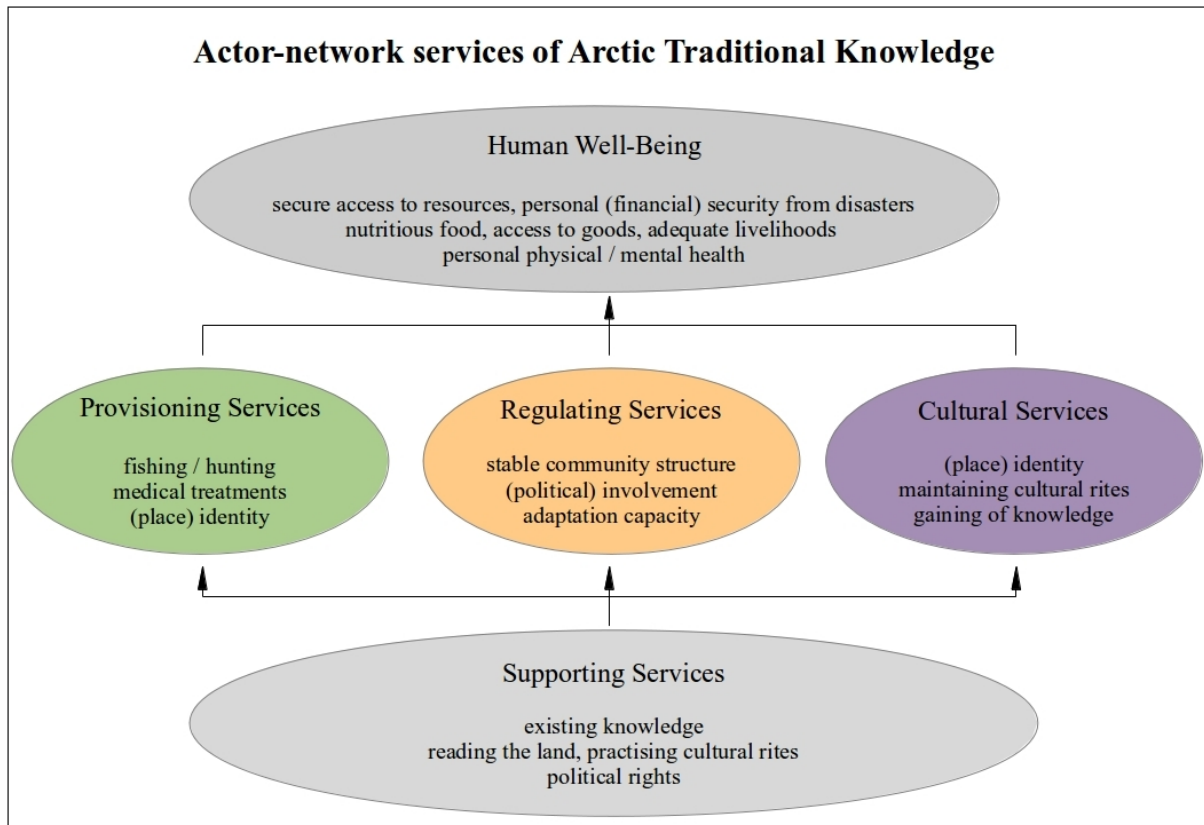 Actor-network services of Arctic Traditional Knowledge
Human Well-Being
secure access to resources, personal (financial) security from disasters
nutritious food, access to goods, adequate livelihoods
personal physical / mental health
Provisioning Services
fishing / hunting
medical treatments
(place) identity
Regulating Services
stable community structure
(political) involvement
adaptation capacity
Cultural Services
(place) identity
maintaining cultural rites
gaining of knowledge
Supporting Services
existing knowledge
reading the land, practising cultural rites
political rights